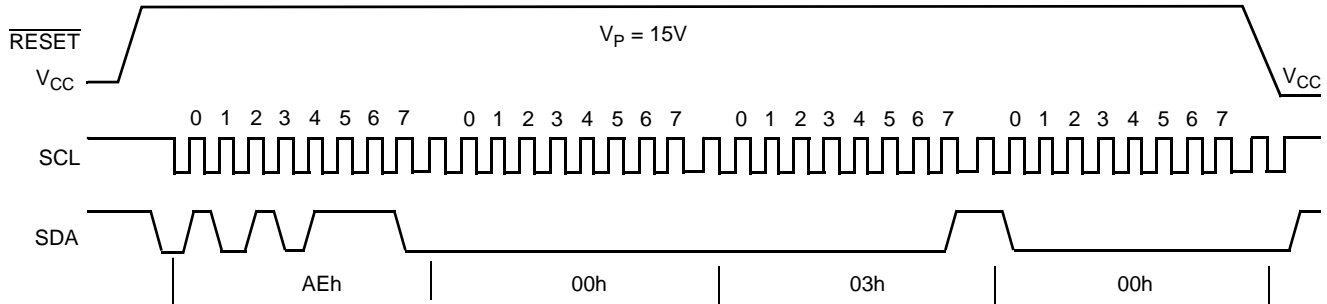 RESET
V_P = 15V
V_CC
V_CC
0 1 2 3 4 5 6 7 0 1 2 3 4 5 6 7 0 1 2 3 4 5 6 7 0 1 2 3 4 5 6 7
SCL
SDA
AEh 00h 03h 00h